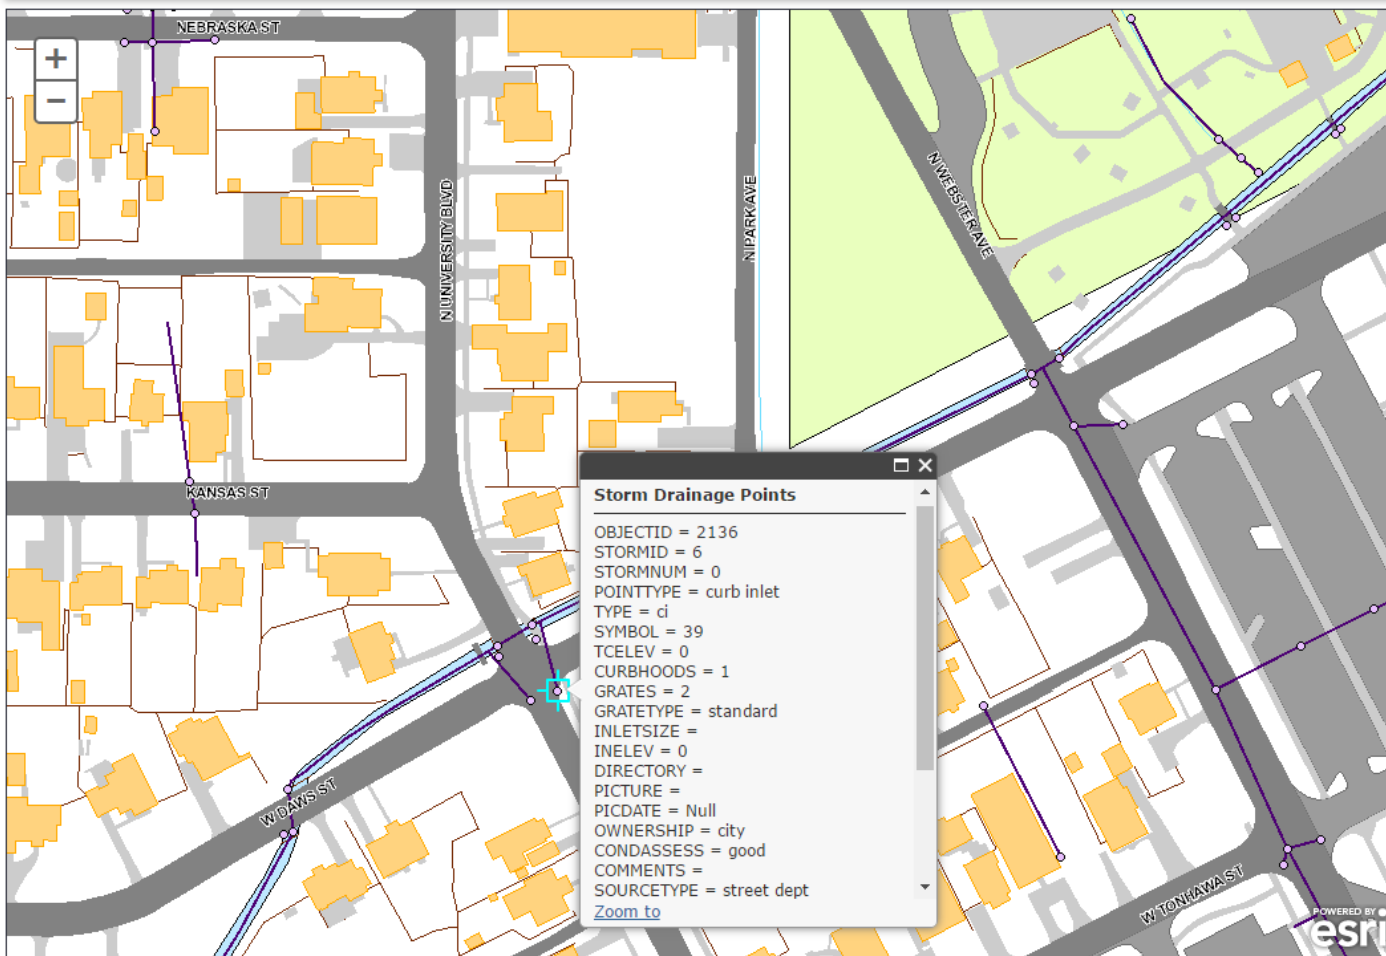 NEBRASKA ST
+
−
N UNIVERSITY BLVD
N PARK AVE
N WEBSTER AVE
KANSAS ST
W DAWS ST
W TONHAWA ST
Storm Drainage Points
OBJECTID = 2136
STORMID = 6
STORMNUM = 0
POINTTYPE = curb inlet
TYPE = ci
SYMBOL = 39
TCELEV = 0
CURBHOODS = 1
GRATES = 2
GRATETYPE = standard
INLETSIZE =
INELEV = 0
DIRECTORY =
PICTURE =
PICDATE = Null
OWNERSHIP = city
CONDASSESS = good
COMMENTS =
SOURCETYPE = street dept
Zoom to
POWERED BY
esri